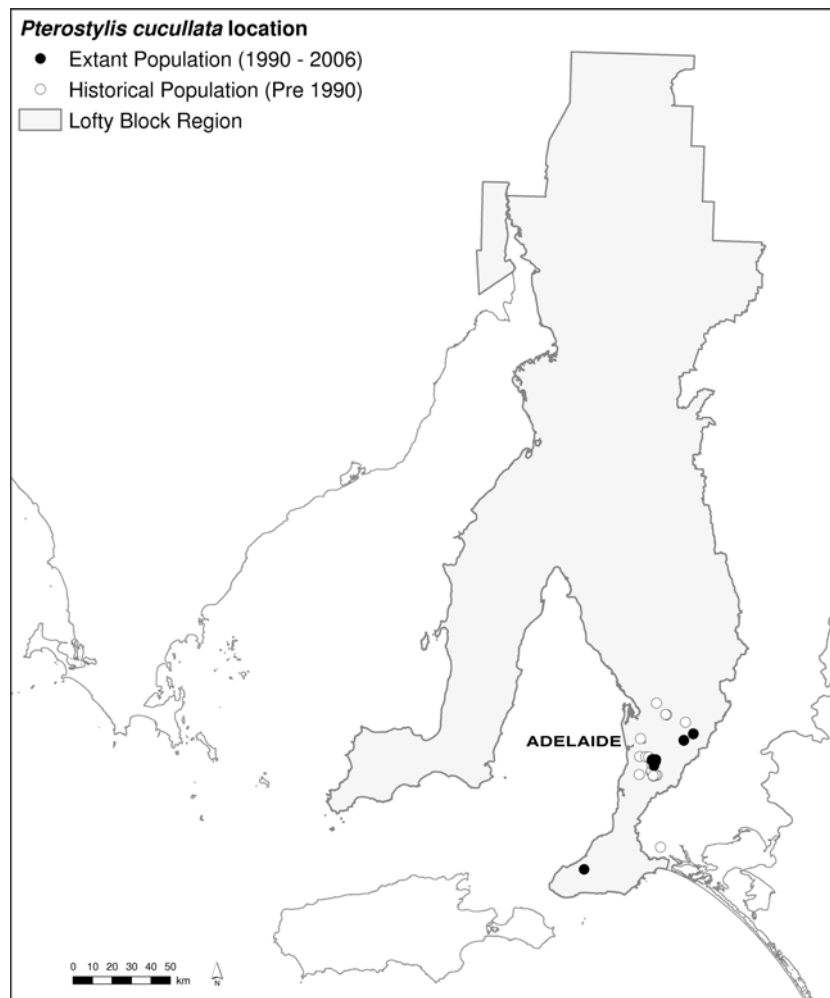 Pterostylis cucullata location
Extant Population (1990 - 2006)
Historical Population (Pre 1990)
Lofty Block Region
ADELAIDE
0 10 20 30 40 50
km
N